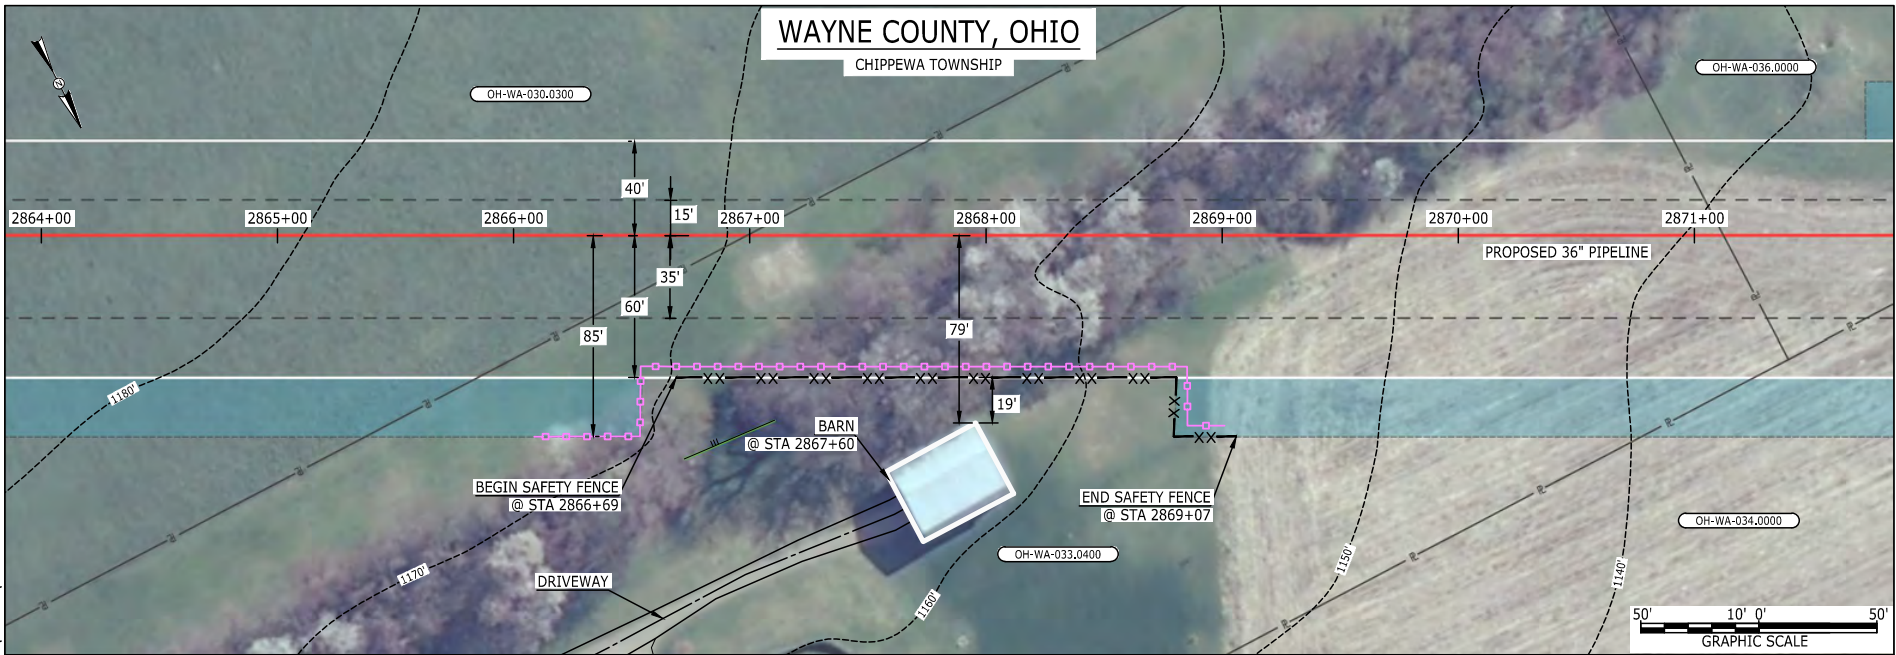 WAYNE COUNTY, OHIO
CHIPPEWA TOWNSHIP
N
OH-WA-030.0300
OH-WA-036.0000
40'
15'
2864+00
2865+00
2866+00
2867+00
2868+00
2869+00
2870+00
2871+00
PROPOSED 36" PIPELINE
35'
60'
85'
79'
19'
1180'
BARN
@ STA 2867+60
BEGIN SAFETY FENCE
@ STA 2866+69
END SAFETY FENCE
@ STA 2869+07
OH-WA-034.0000
OH-WA-033.0400
1170'
1160'
1150'
1140'
DRIVEWAY
50' 10' 0' 50'
GRAPHIC SCALE